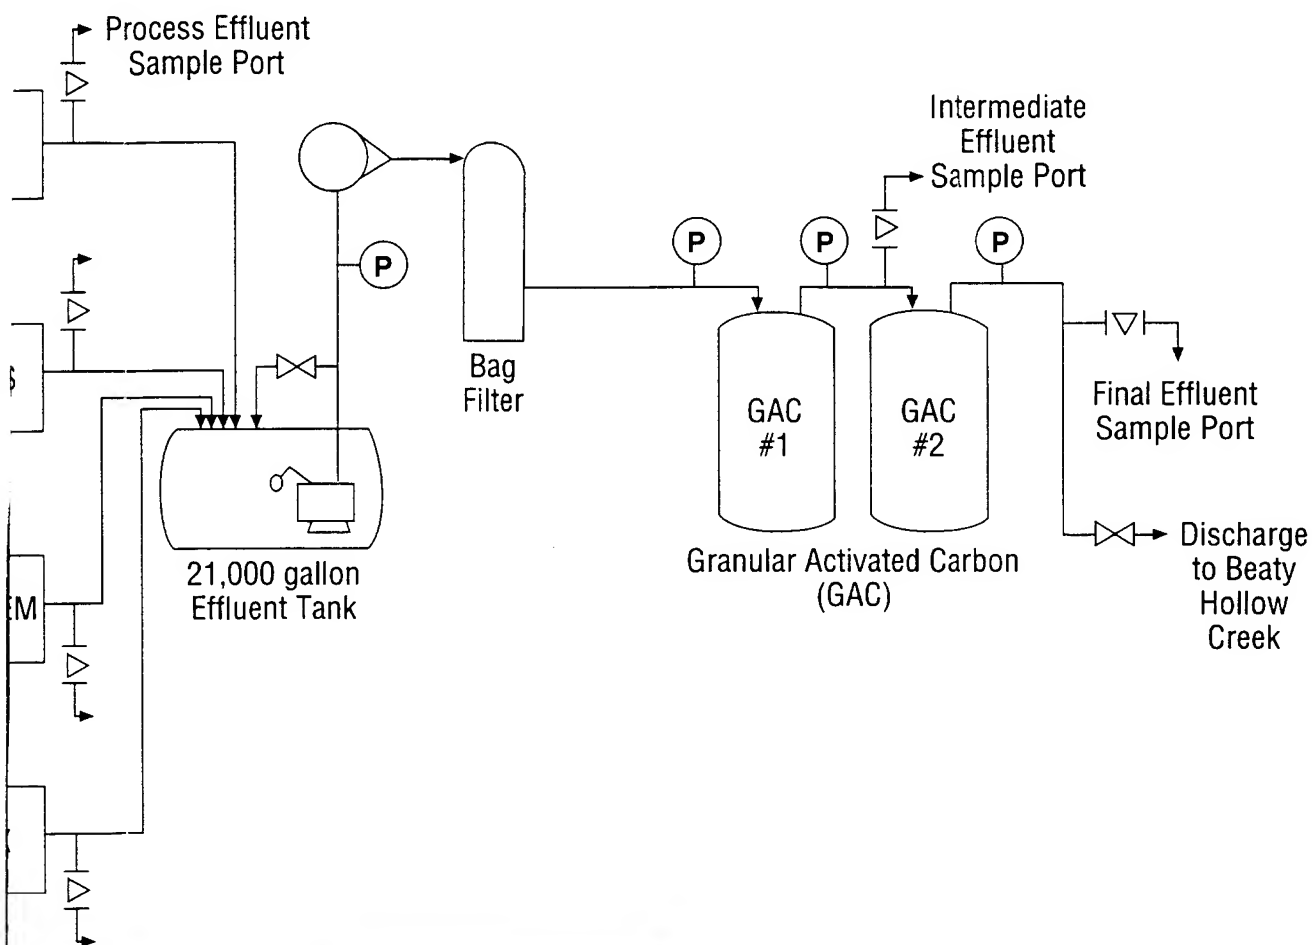 Process Effluent
Sample Port
Intermediate
Effluent
Sample Port
P
P
P
P
Bag
Filter
GAC
#1
GAC
#2
Final Effluent
Sample Port
21,000 gallon
Effluent Tank
Granular Activated Carbon
(GAC)
Discharge
to Beaty
Hollow
Creek
EM